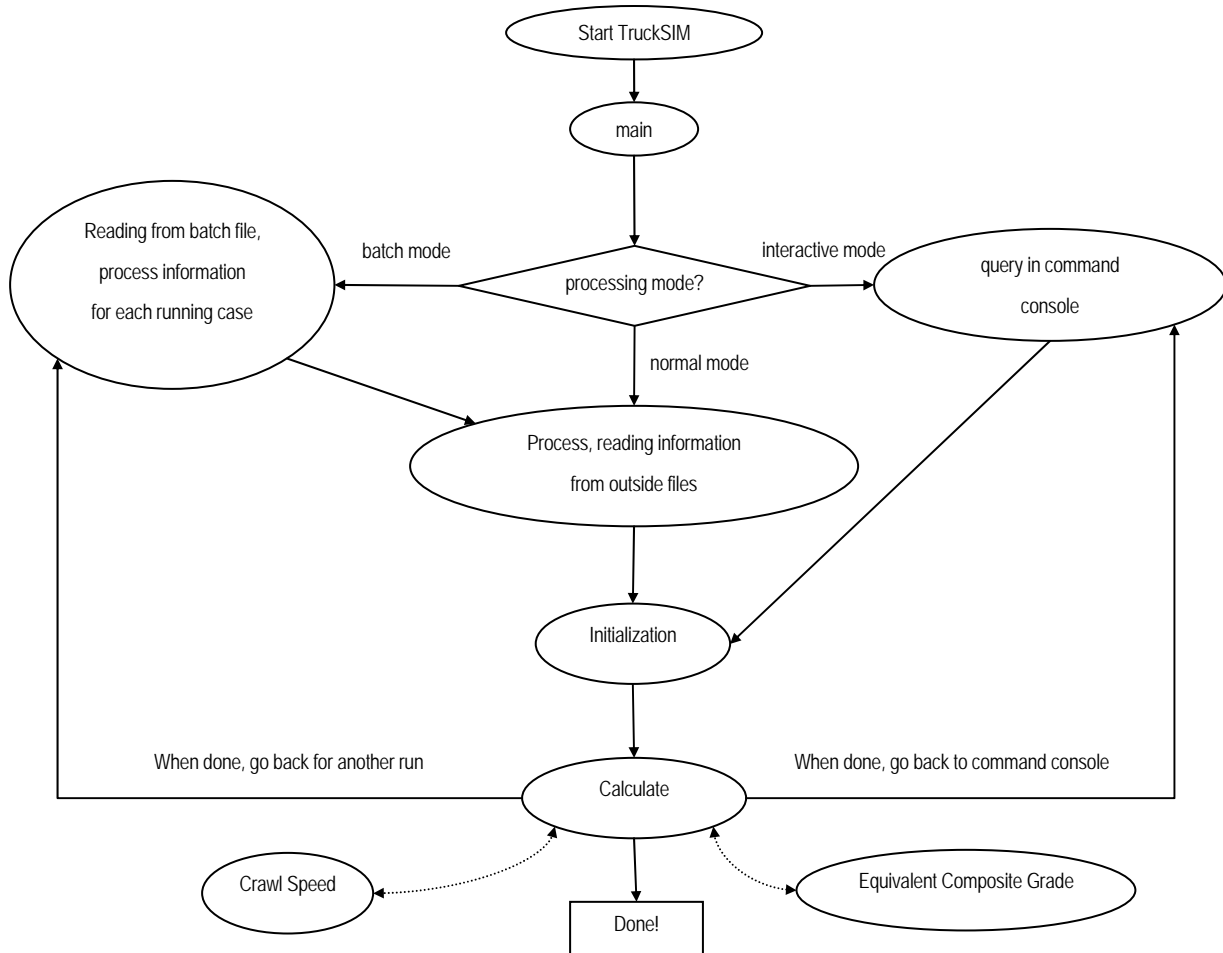 Start TruckSIM
main
Reading from batch file,
process information
for each running case
batch mode
processing mode?
interactive mode
query in command
console
normal mode
Process, reading information
from outside files
Initialization
When done, go back for another run
When done, go back to command console
Calculate
Crawl Speed
Equivalent Composite Grade
Done!